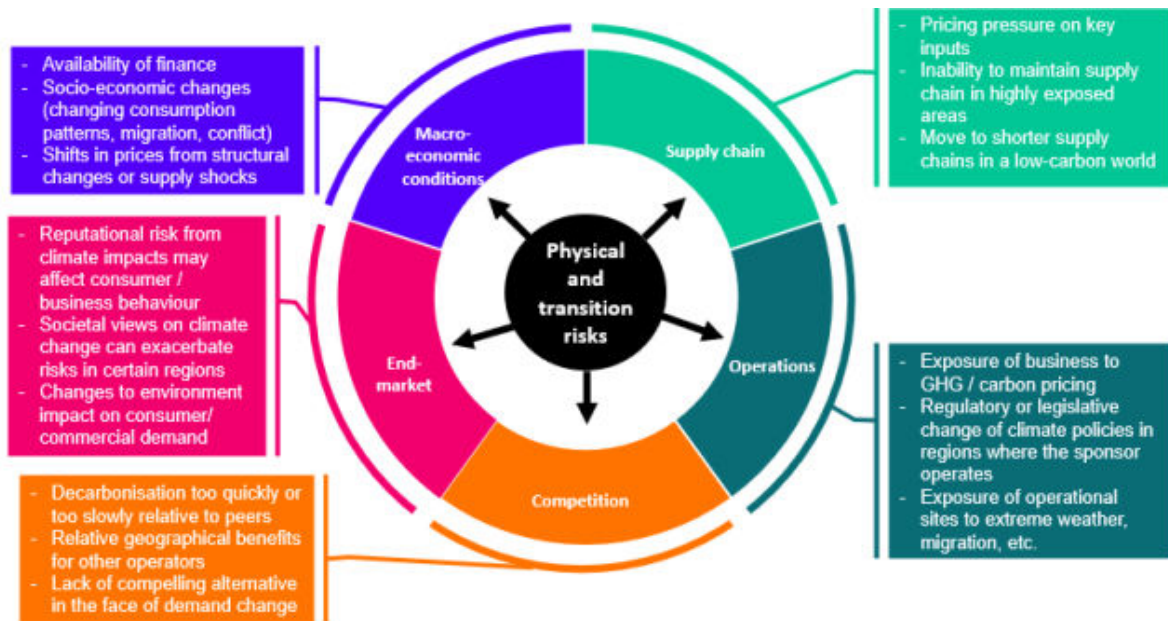 - Availability of finance
- Socio-economic changes
(changing consumption
patterns, migration, conflict)
- Shifts in prices from structural
changes or supply shocks
- Reputational risk from
climate impacts may
affect consumer /
business behaviour
- Societal views on climate
change can exacerbate
risks in certain regions
- Changes to environment
impact on consumer/
commercial demand
- Decarbonisation too quickly or
too slowly relative to peers
- Relative geographical benefits
for other operators
- Lack of compelling alternative
in the face of demand change
Macro-
economic
conditions
Supply chain
Physical
and
transition
risks
End-
market
Operations
Competition
- Pricing pressure on key
inputs
- Inability to maintain supply
chain in highly exposed
areas
- Move to shorter supply
chains in a low-carbon world
- Exposure of business to
GHG / carbon pricing
- Regulatory or legislative
change of climate policies in
regions where the sponsor
operates
- Exposure of operational
sites to extreme weather,
migration, etc.